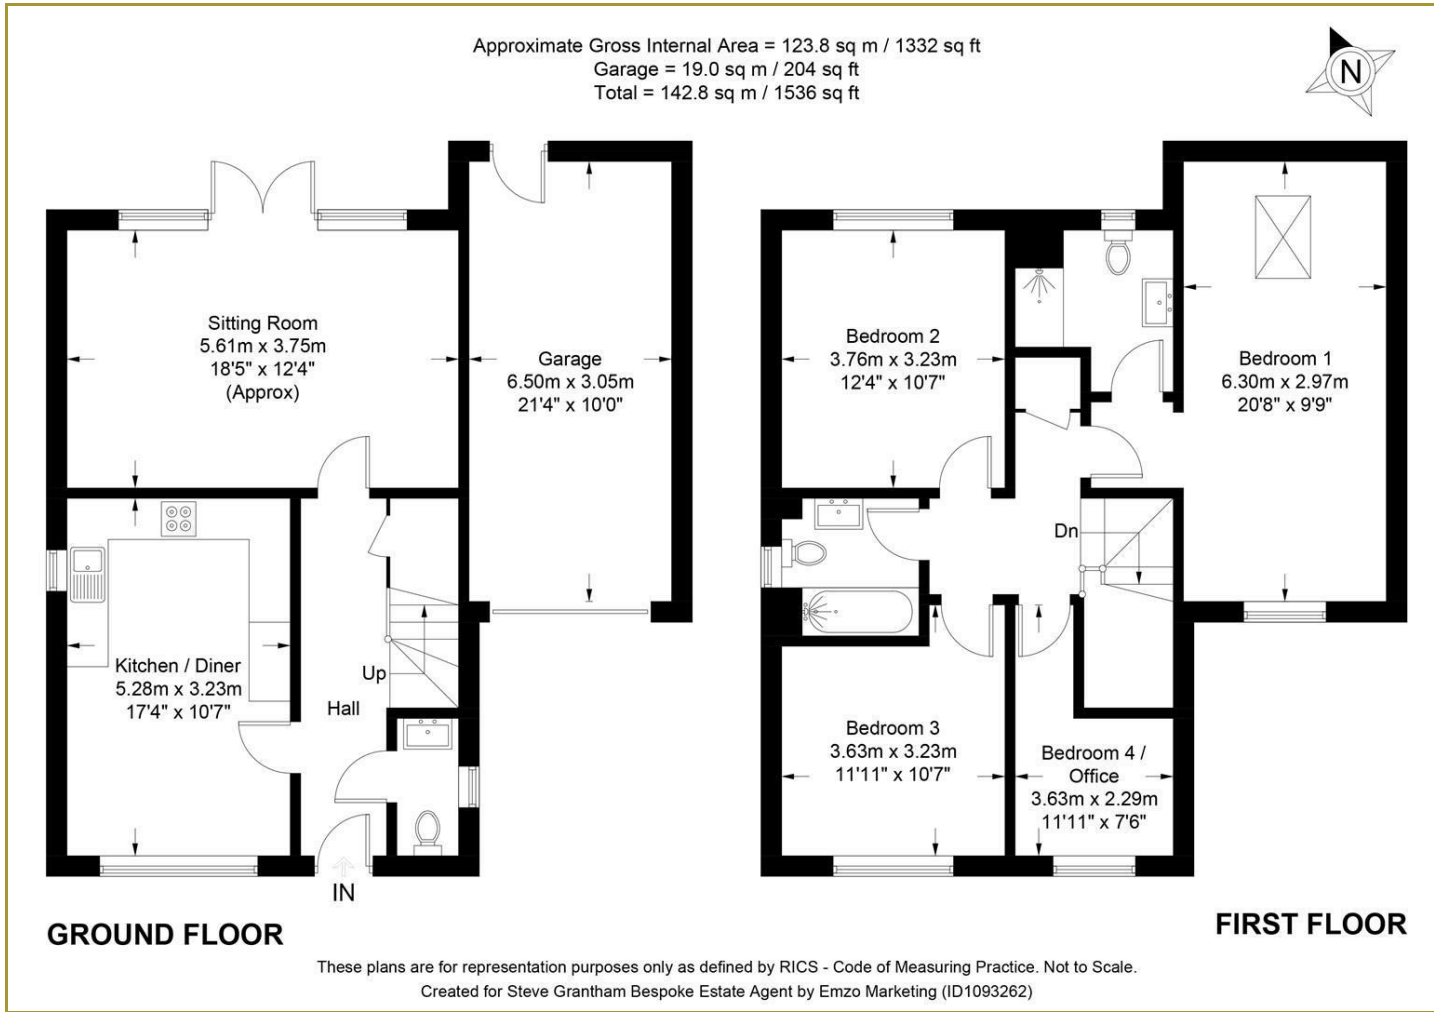 Approximate Gross Internal Area = 123.8 sq m / 1332 sq ft
Garage = 19.0 sq m / 204 sq ft
Total = 142.8 sq m / 1536 sq ft
N
Sitting Room
5.61m x 3.75m
18'5" x 12'4"
(Approx)
Garage
6.50m x 3.05m
21'4" x 10'0"
Kitchen / Diner
5.28m x 3.23m
17'4" x 10'7"
Up
Hall
IN
GROUND FLOOR
Bedroom 2
3.76m x 3.23m
12'4" x 10'7"
Bedroom 1
6.30m x 2.97m
20'8" x 9'9"
Dn
Bedroom 3
3.63m x 3.23m
11'11" x 10'7"
Bedroom 4 /
Office
3.63m x 2.29m
11'11" x 7'6"
FIRST FLOOR
These plans are for representation purposes only as defined by RICS - Code of Measuring Practice. Not to Scale.
Created for Steve Grantham Bespoke Estate Agent by Emzo Marketing (ID1093262)